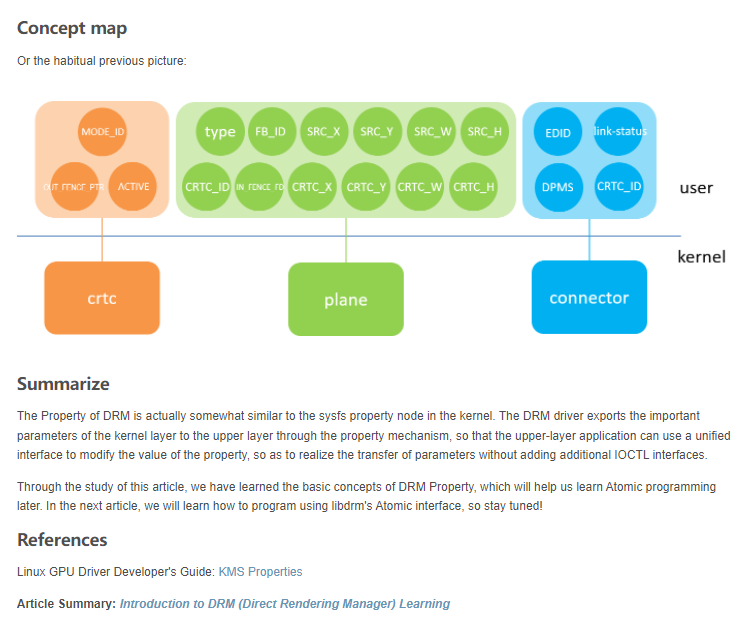 Concept map
Or the habitual previous picture:
MODE_ID
OUT_FENCE_PTR ACTIVE
type FB_ID SRC_X SRC_Y SRC_W SRC_H
CRTC_ID IN_FENCE_FD CRTC_X CRTC_Y CRTC_W CRTC_H
EDID link-status
DPMS CRTC_ID
user
kernel
crtc
plane
connector
Summarize
The Property of DRM is actually somewhat similar to the sysfs property node in the kernel. The DRM driver exports the important
parameters of the kernel layer to the upper layer through the property mechanism, so that the upper-layer application can use a unified
interface to modify the value of the property, so as to realize the transfer of parameters without adding additional IOCTL interfaces.
Through the study of this article, we have learned the basic concepts of DRM Property, which will help us learn Atomic programming
later. In the next article, we will learn how to program using libdrm's Atomic interface, so stay tuned!
References
Linux GPU Driver Developer's Guide: KMS Properties
Article Summary: Introduction to DRM (Direct Rendering Manager) Learning